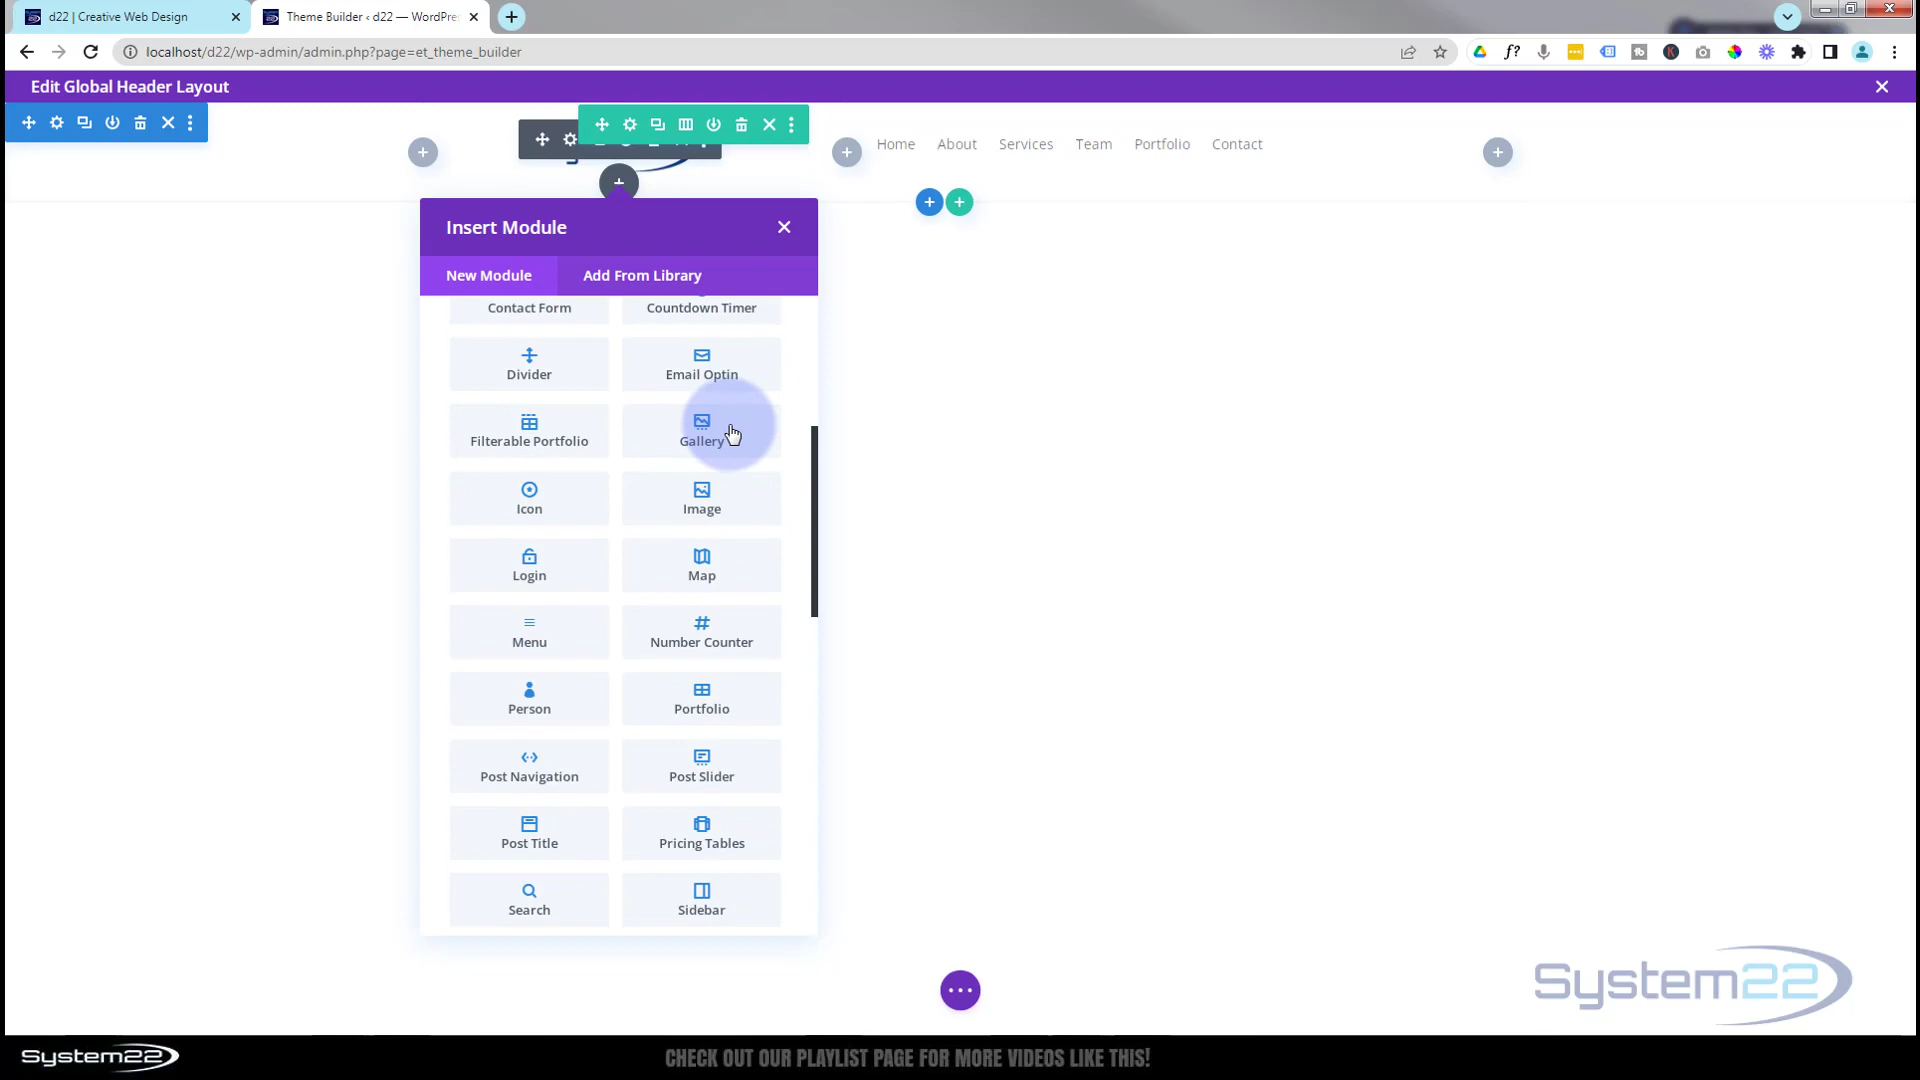 d22 | Creative Web Design
Theme Builder ‹ d22 — WordPre
localhost/d22/wp-admin/admin.php?page=et_theme_builder
Edit Global Header Layout
Home About Services Team Portfolio Contact
Insert Module
New Module Add From Library
Contact Form Countdown Timer
Divider Email Optin
Filterable Portfolio Gallery
Icon Image
Login Map
Menu Number Counter
Person Portfolio
Post Navigation Post Slider
Post Title Pricing Tables
Search Sidebar
System22
System22
CHECK OUT OUR PLAYLIST PAGE FOR MORE VIDEOS LIKE THIS!